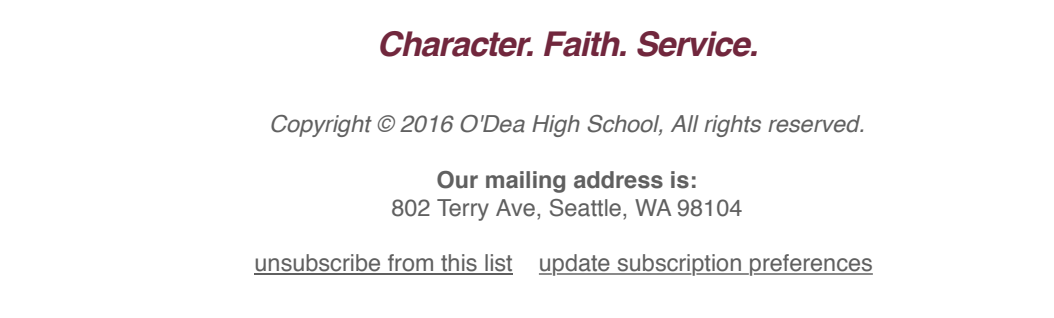 Character. Faith. Service.
Copyright © 2016 O'Dea High School, All rights reserved.
Our mailing address is:
802 Terry Ave, Seattle, WA 98104
unsubscribe from this list    update subscription preferences